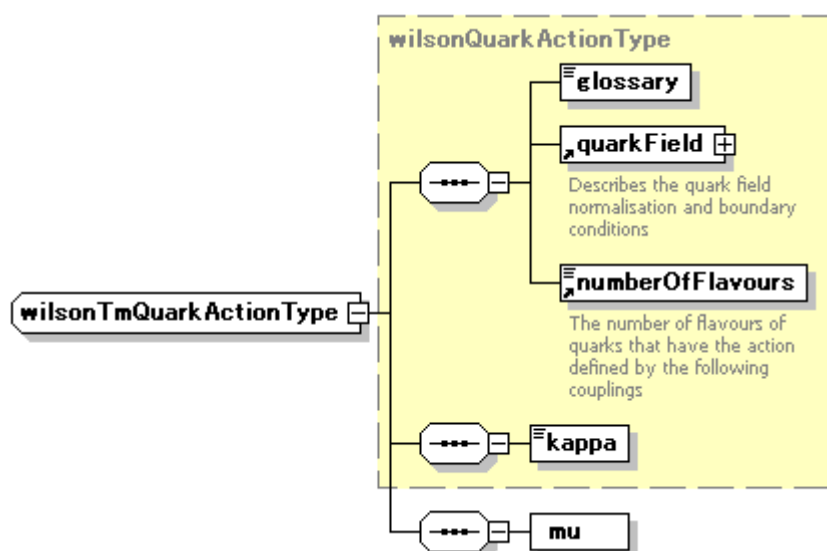 wilsonQuarkActionType
glossary
quarkField
Describes the quark field
normalisation and boundary
conditions
wilsonTmQuarkActionType
numberOfFlavours
The number of flavours of
quarks that have the action
defined by the following
couplings
kappa
mu